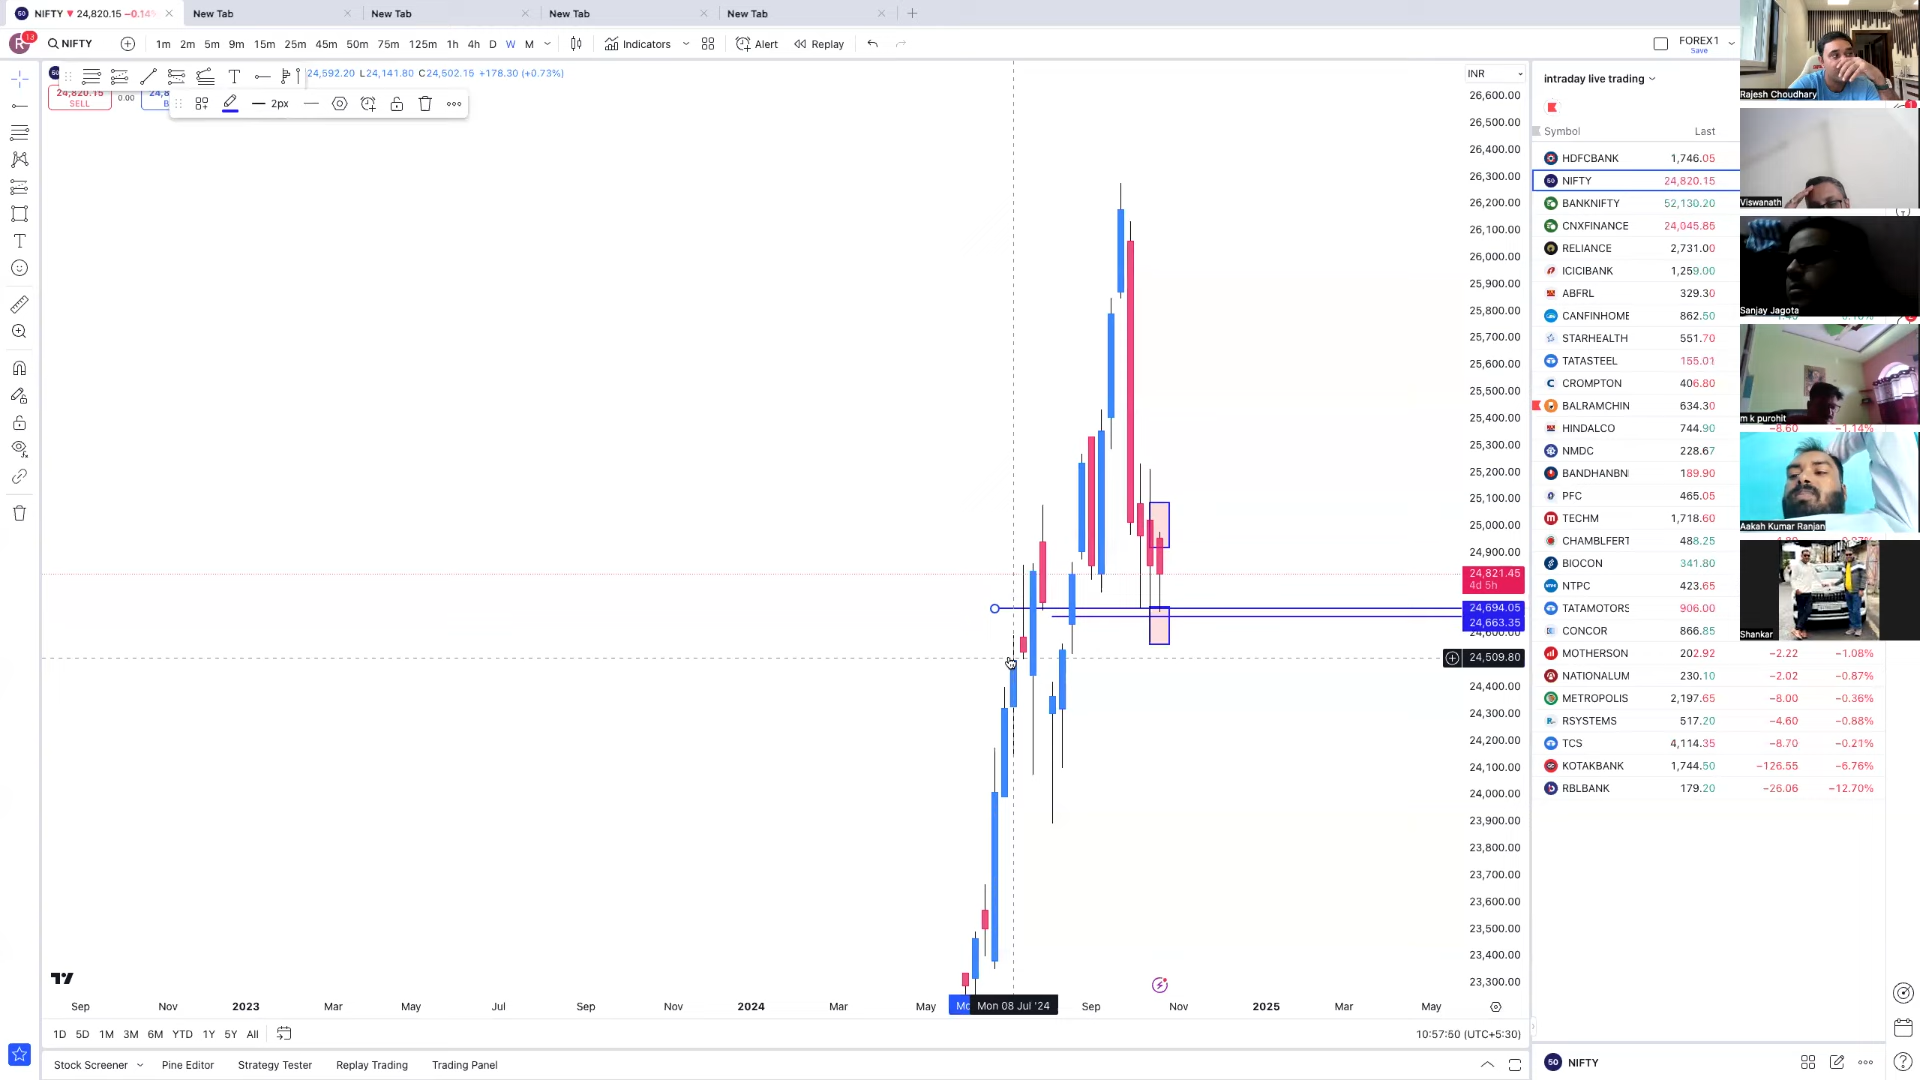 NIFTY ▼ 24,820.15 −0.14%
New Tab
New Tab
New Tab
New Tab
NIFTY
1m 2m 5m 9m 15m 25m 45m 50m 75m 125m 1h 4h D W M
Indicators
Alert
Replay
FOREX1
Save
24,592.20 L24,141.80 C24,502.15 +178.30 (+0.73%)
24,820.15
SELL
0.00
24,8
2px
INR
26,600.00
26,500.00
26,400.00
26,300.00
26,200.00
26,100.00
26,000.00
25,900.00
25,800.00
25,700.00
25,600.00
25,500.00
25,400.00
25,300.00
25,200.00
25,100.00
25,000.00
24,900.00
24,821.45
4d 5h
24,694.05
24,663.35
24,600.00
24,509.80
24,400.00
24,300.00
24,200.00
24,100.00
24,000.00
23,900.00
23,800.00
23,700.00
23,600.00
23,500.00
23,400.00
23,300.00
Sep Nov 2023 Mar May Jul Sep Nov 2024 Mar May Mon 08 Jul '24 Sep Nov 2025 Mar May
1D 5D 1M 3M 6M YTD 1Y 5Y All
10:57:50 (UTC+5:30)
Stock Screener
Pine Editor
Strategy Tester
Replay Trading
Trading Panel
intraday live trading
Symbol Last
HDFCBANK 1,746.05
NIFTY 24,820.15
BANKNIFTY 52,130.20
CNXFINANCE 24,045.85
RELIANCE 2,731.00
ICICIBANK 1,259.00
ABFRL 329.30
CANFINHOME 862.50
STARHEALTH 551.70
TATASTEEL 155.01
CROMPTON 406.80
BALRAMCHIN 634.30
HINDALCO 744.90 −8.60 −1.14%
NMDC 228.67
BANDHANBNI 189.90
PFC 465.05
TECHM 1,718.60
CHAMBLFERT 488.25
BIOCON 341.80
NTPC 423.65
TATAMOTORS 906.00
CONCOR 866.85
MOTHERSON 202.92 −2.22 −1.08%
NATIONALUM 230.10 −2.02 −0.87%
METROPOLIS 2,197.65 −8.00 −0.36%
RSYSTEMS 517.20 −4.60 −0.88%
TCS 4,114.35 −8.70 −0.21%
KOTAKBANK 1,744.50 −126.55 −6.76%
RBLBANK 179.20 −26.06 −12.70%
NIFTY
Rajesh Choudhary
Viswanath
Sanjay Jagota
m k purohit
Aakah Kumar Ranjan
Shankar